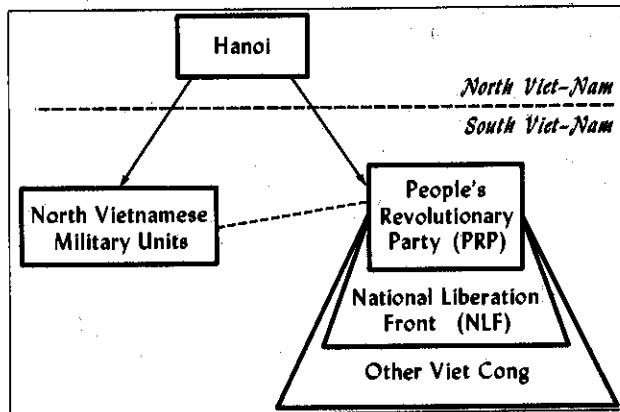 Hanoi
North Viet-Nam
South Viet-Nam
North Vietnamese
Military Units
People's
Revolutionary
Party (PRP)
National Liberation
Front (NLF)
Other Viet Cong